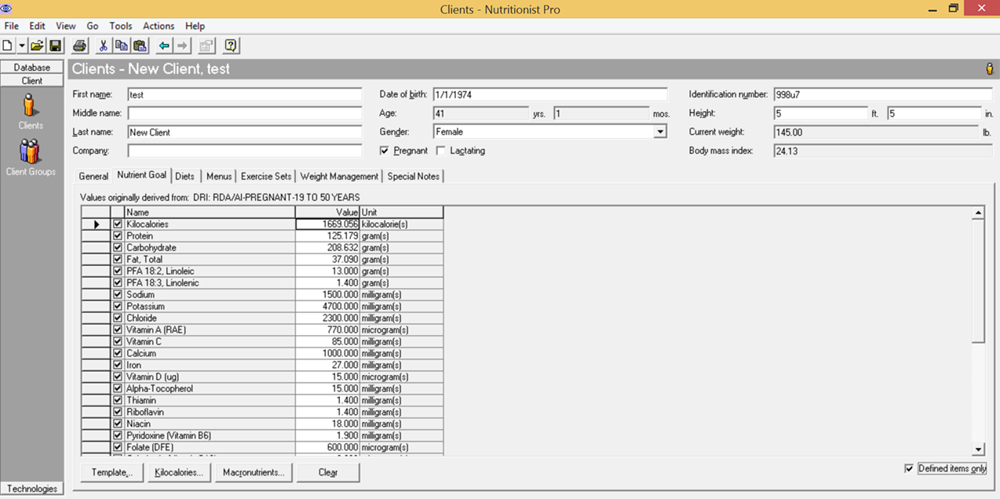 Clients - Nutritionist Pro
File Edit View Go Tools Actions Help
Database
Client
Clients
Client Groups
Technologies
Clients - New Client, test
First name: test Date of birth: 1/1/1974 Identification number: 998u7
Middle name: Age: 41 yrs. 1 mos. Height: 5 ft. 5 in.
Last name: New Client Gender: Female Current weight: 145.00 lb.
Company: Pregnant Lactating Body mass index: 24.13
General Nutrient Goal Diets Menus Exercise Sets Weight Management Special Notes
Values originally derived from: DRI: RDA/AI-PREGNANT-19 TO 50 YEARS
Name Value Unit
Kilocalories 1669.056 kilocalorie(s)
Protein 125.179 gram(s)
Carbohydrate 208.632 gram(s)
Fat, Total 37.090 gram(s)
PFA 18:2, Linoleic 13.000 gram(s)
PFA 18:3, Linolenic 1.400 gram(s)
Sodium 1500.000 milligram(s)
Potassium 4700.000 milligram(s)
Chloride 2300.000 milligram(s)
Vitamin A (RAE) 770.000 microgram(s)
Vitamin C 85.000 milligram(s)
Calcium 1000.000 milligram(s)
Iron 27.000 milligram(s)
Vitamin D (ug) 15.000 microgram(s)
Alpha-Tocopherol 15.000 milligram(s)
Thiamin 1.400 milligram(s)
Riboflavin 1.400 milligram(s)
Niacin 18.000 milligram(s)
Pyridoxine (Vitamin B6) 1.900 milligram(s)
Folate (DFE) 600.000 microgram(s)
Template... Kilocalories... Macronutrients... Clear Defined items only